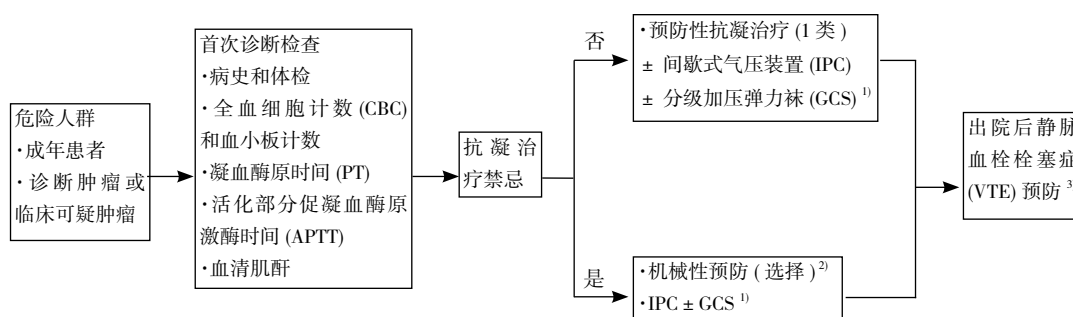 危险人群
·成年患者
·诊断肿瘤或
临床可疑肿瘤
首次诊断检查
·病史和体检
·全血细胞计数 (CBC)
和血小板计数
·凝血酶原时间 (PT)
·活化部分促凝血酶原
激酶时间 (APTT)
·血清肌酐
抗凝治
疗禁忌
否
·预防性抗凝治疗 (1 类 )
± 间歇式气压装置 (IPC)
± 分级加压弹力袜 (GCS) 1)
是
·机械性预防 ( 选择 ) 2)
·IPC ± GCS 1)
出院后静脉
血栓栓塞症
(VTE) 预防 3